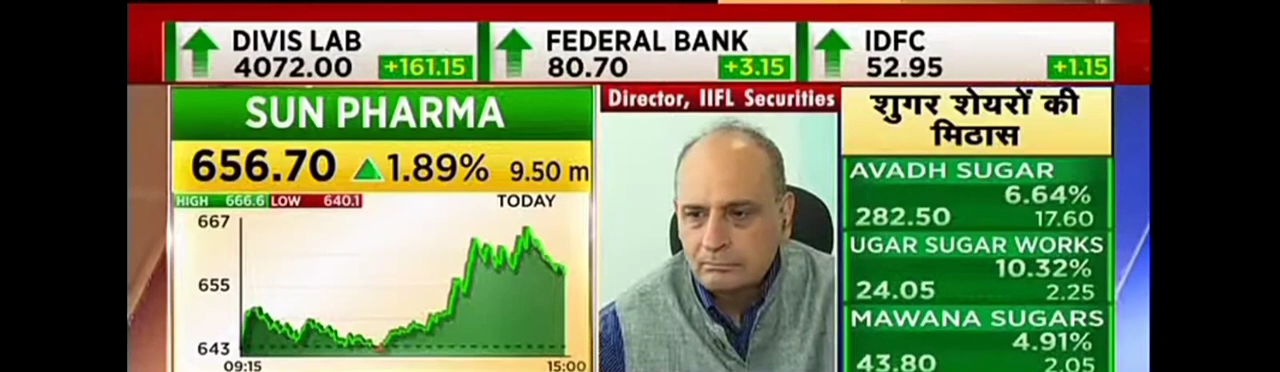 DIVIS LAB
4072.00 +161.15
FEDERAL BANK
80.70 +3.15
IDFC
52.95 +1.15
SUN PHARMA
656.70 1.89% 9.50 m
HIGH 666.6 LOW 640.1 TODAY
667
655
643
09:15 15:00
Director, IIFL Securities
शुगर शेयरों की
मिठास
AVADH SUGAR
6.64%
282.50 17.60
UGAR SUGAR WORKS
10.32%
24.05 2.25
MAWANA SUGARS
4.91%
43.80 2.05